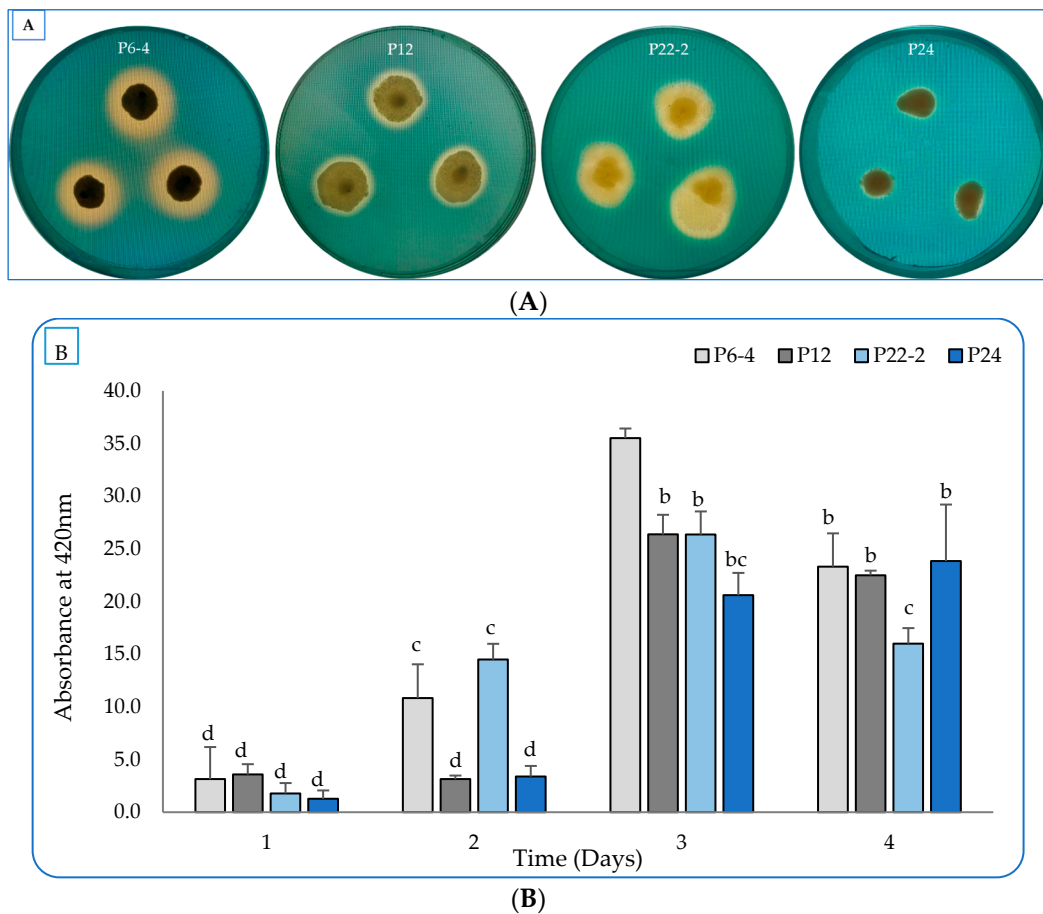 A
P6-4 P12 P22-2 P24
(A)
B
P6-4 P12 P22-2 P24
40.0
35.0
30.0
25.0
20.0
15.0
10.0
5.0
0.0
Absorbance at 420nm
d d d d
c d c d
b b bc
b b c b
1 2 3 4
Time (Days)
(B)